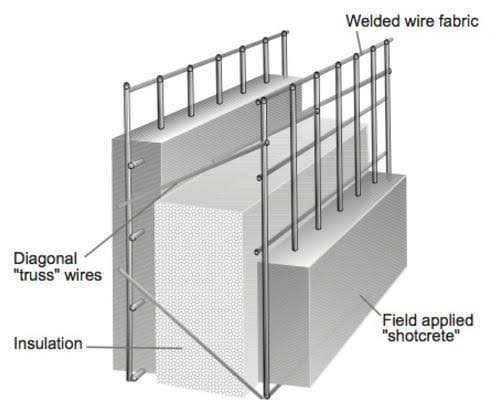 Welded wire fabric
Diagonal
"truss" wires
Insulation
Field applied
"shotcrete"